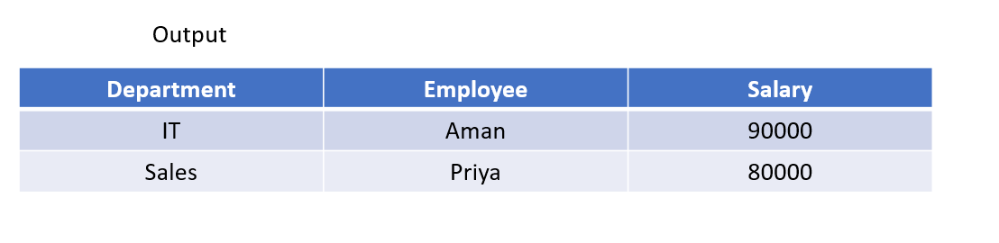 Output
Department Employee Salary
IT Aman 90000
Sales Priya 80000